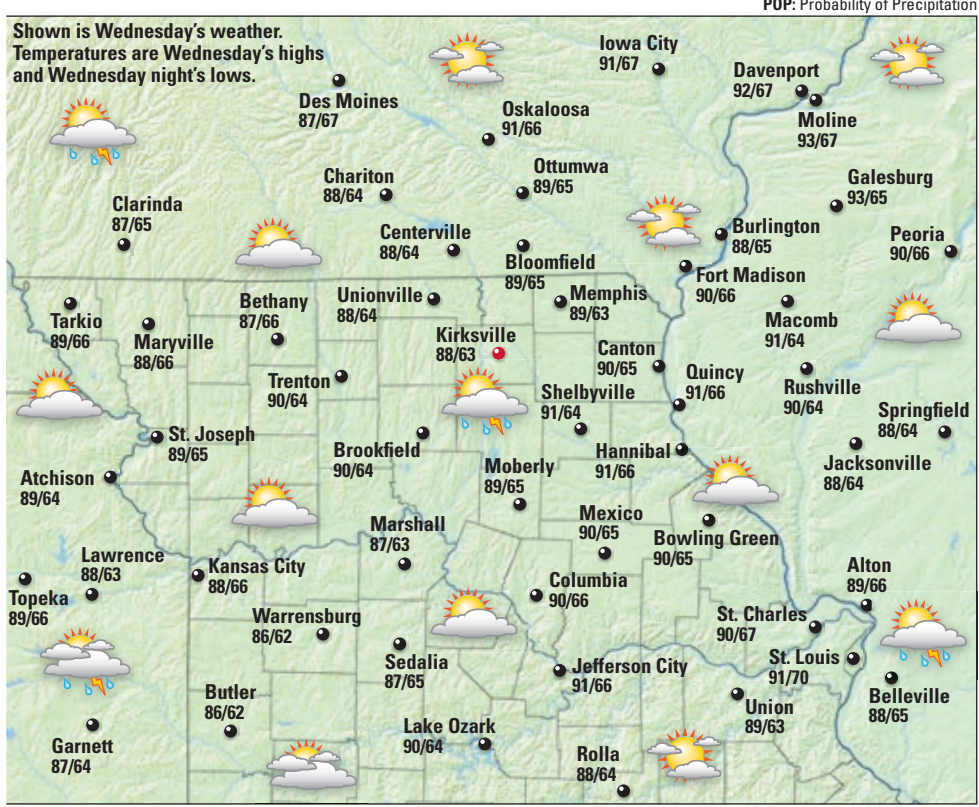 POP: Probability of Precipitation
Shown is Wednesday's weather.
Temperatures are Wednesday's highs
and Wednesday night's lows.
Iowa City
91/67
Davenport
92/67
Des Moines
87/67
Moline
93/67
Oskaloosa
91/66
Ottumwa
89/65
Chariton
88/64
Galesburg
93/65
Clarinda
87/65
Centerville
88/64
Burlington
88/65
Peoria
90/66
Bloomfield
89/65
Fort Madison
90/66
Unionville
88/64
Memphis
89/63
Bethany
87/66
Tarkio
89/66
Maryville
88/66
Macomb
91/64
Kirksville
88/63
Canton
90/65
Quincy
91/66
Trenton
90/64
Rushville
90/64
Shelbyville
91/64
Springfield
88/64
St. Joseph
89/65
Brookfield
90/64
Hannibal
91/66
Jacksonville
88/64
Atchison
89/64
Moberly
89/65
Mexico
90/65
Bowling Green
90/65
Marshall
87/63
Lawrence
88/63
Kansas City
88/66
Alton
89/66
Columbia
90/66
Topeka
89/66
Warrensburg
86/62
St. Charles
90/67
Sedalia
87/65
St. Louis
91/70
Jefferson City
91/66
Belleville
88/65
Butler
86/62
Union
89/63
Lake Ozark
90/64
Garnett
87/64
Rolla
88/64